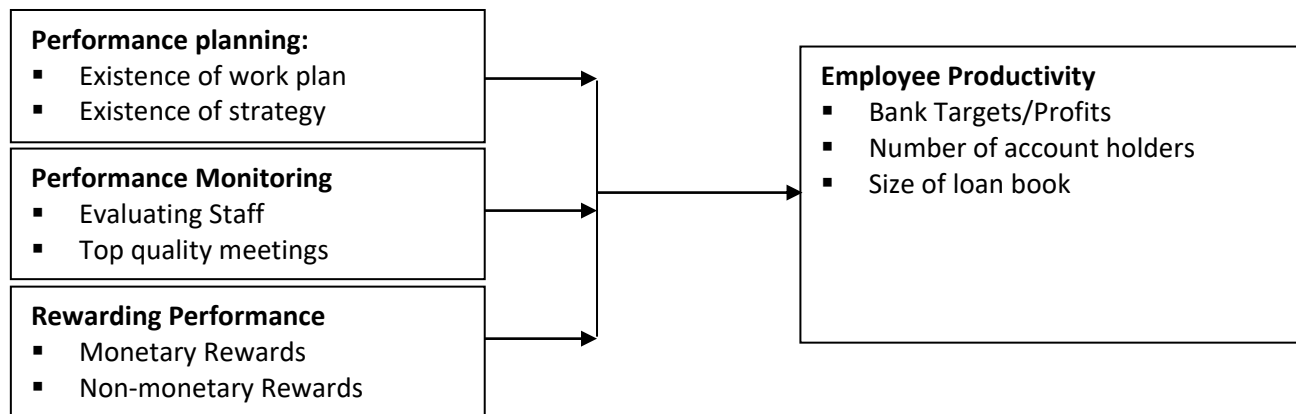 Performance planning:
▪ Existence of work plan
▪ Existence of strategy
Performance Monitoring
▪ Evaluating Staff
▪ Top quality meetings
Rewarding Performance
▪ Monetary Rewards
▪ Non-monetary Rewards
Employee Productivity
▪ Bank Targets/Profits
▪ Number of account holders
▪ Size of loan book